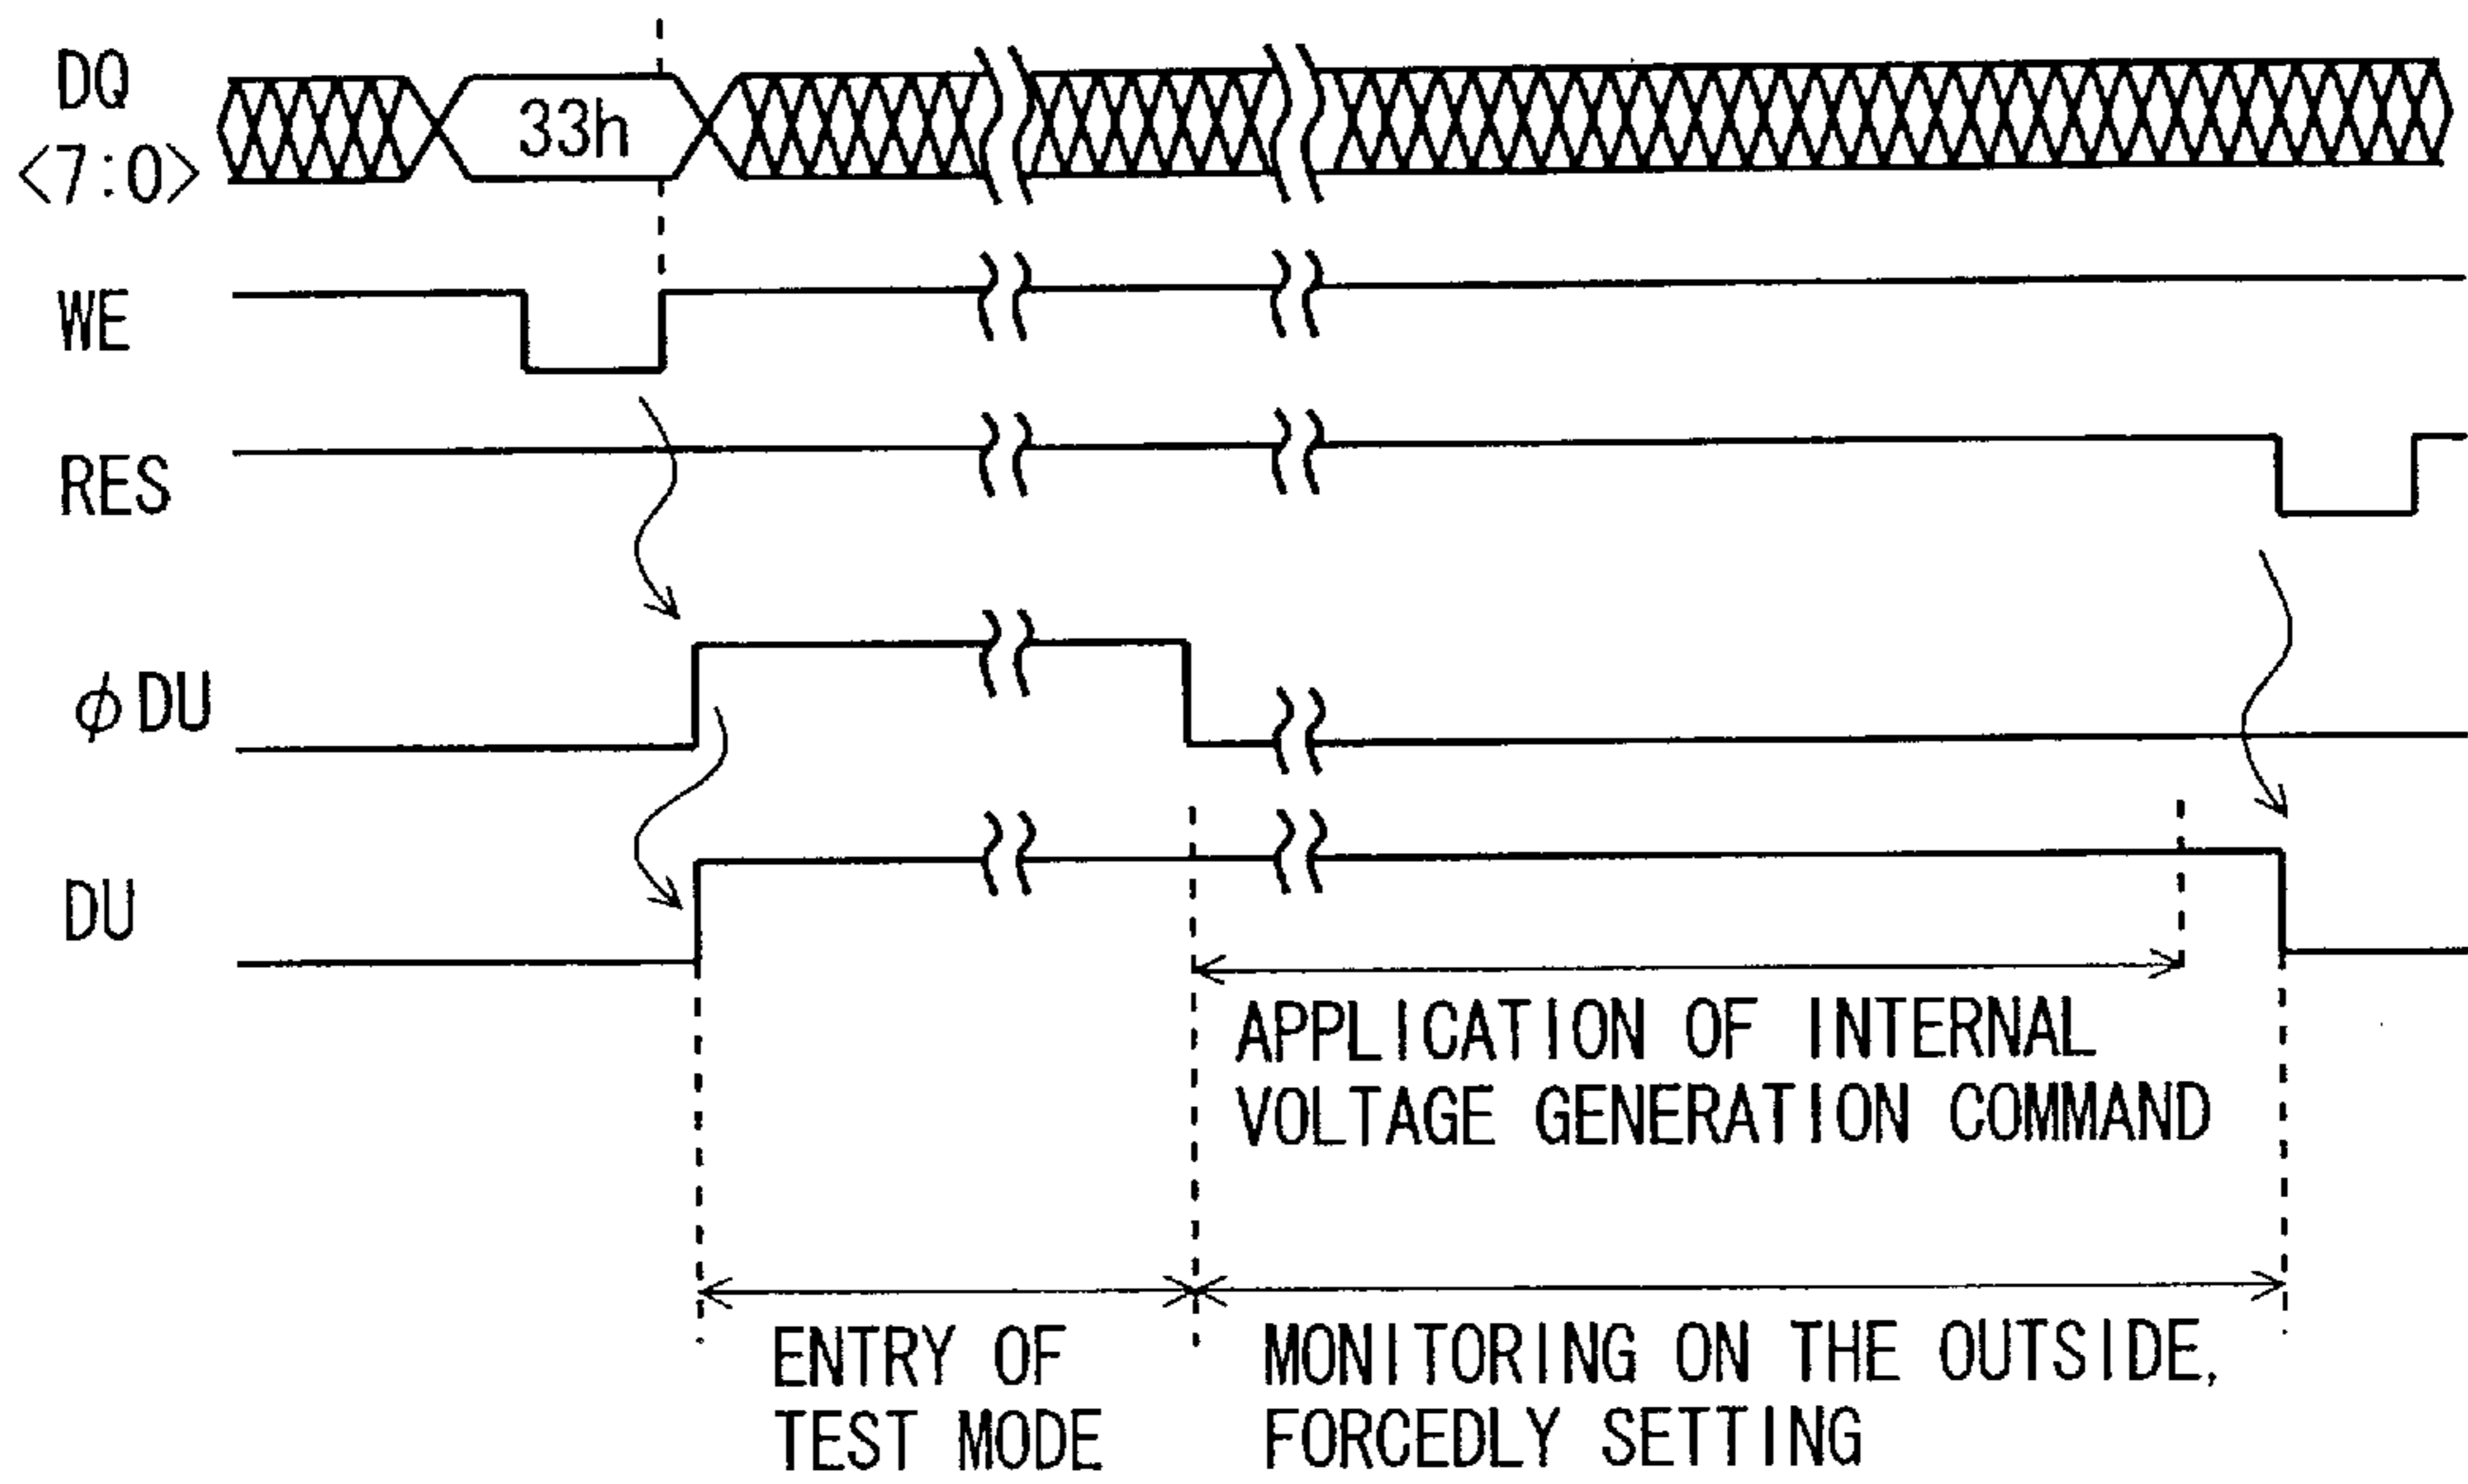 DQ
<7:0>
33h
WE
RES
φDU
DU
APPLICATION OF INTERNAL
VOLTAGE GENERATION COMMAND
ENTRY OF
TEST MODE
MONITORING ON THE OUTSIDE,
FORCEDLY SETTING